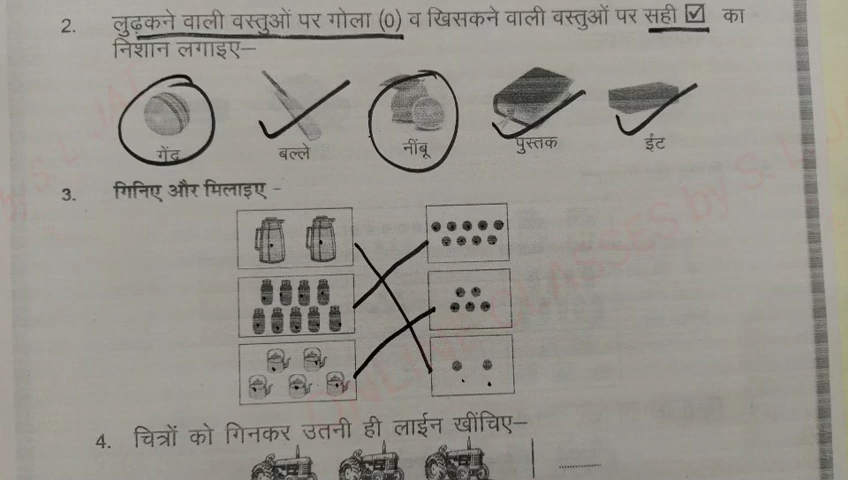 2. लुढ़कने वाली वस्तुओं पर गोला (0) व खिसकने वाली वस्तुओं पर सही ☑ का
निशान लगाइए—
गेंद बल्ले नींबू पुस्तक ईंट
3. गिनिए और मिलाइए -
4. चित्रों को गिनकर उतनी ही लाईन खींचिए—